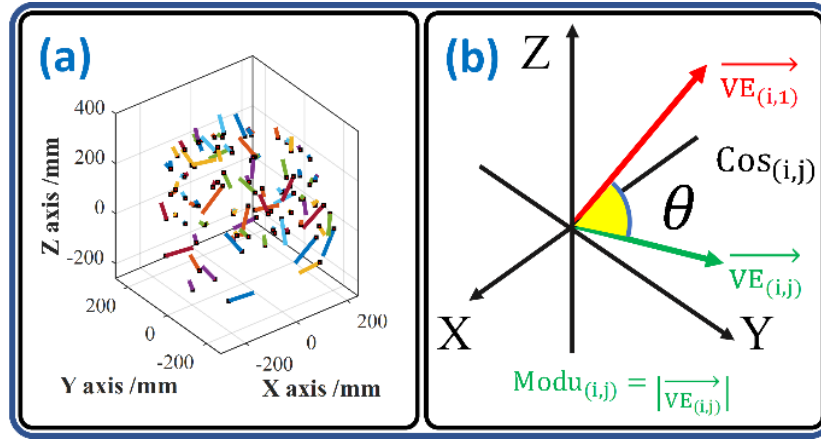 (a)
400
200
0
-200
Z axis /mm
200
0
-200
Y axis /mm
-200
0
200
X axis /mm
(b)
Z
VE(i,1)
Cos(i,j)
θ
VE(i,j)
X
Y
Modu(i,j) = |VE(i,j)|